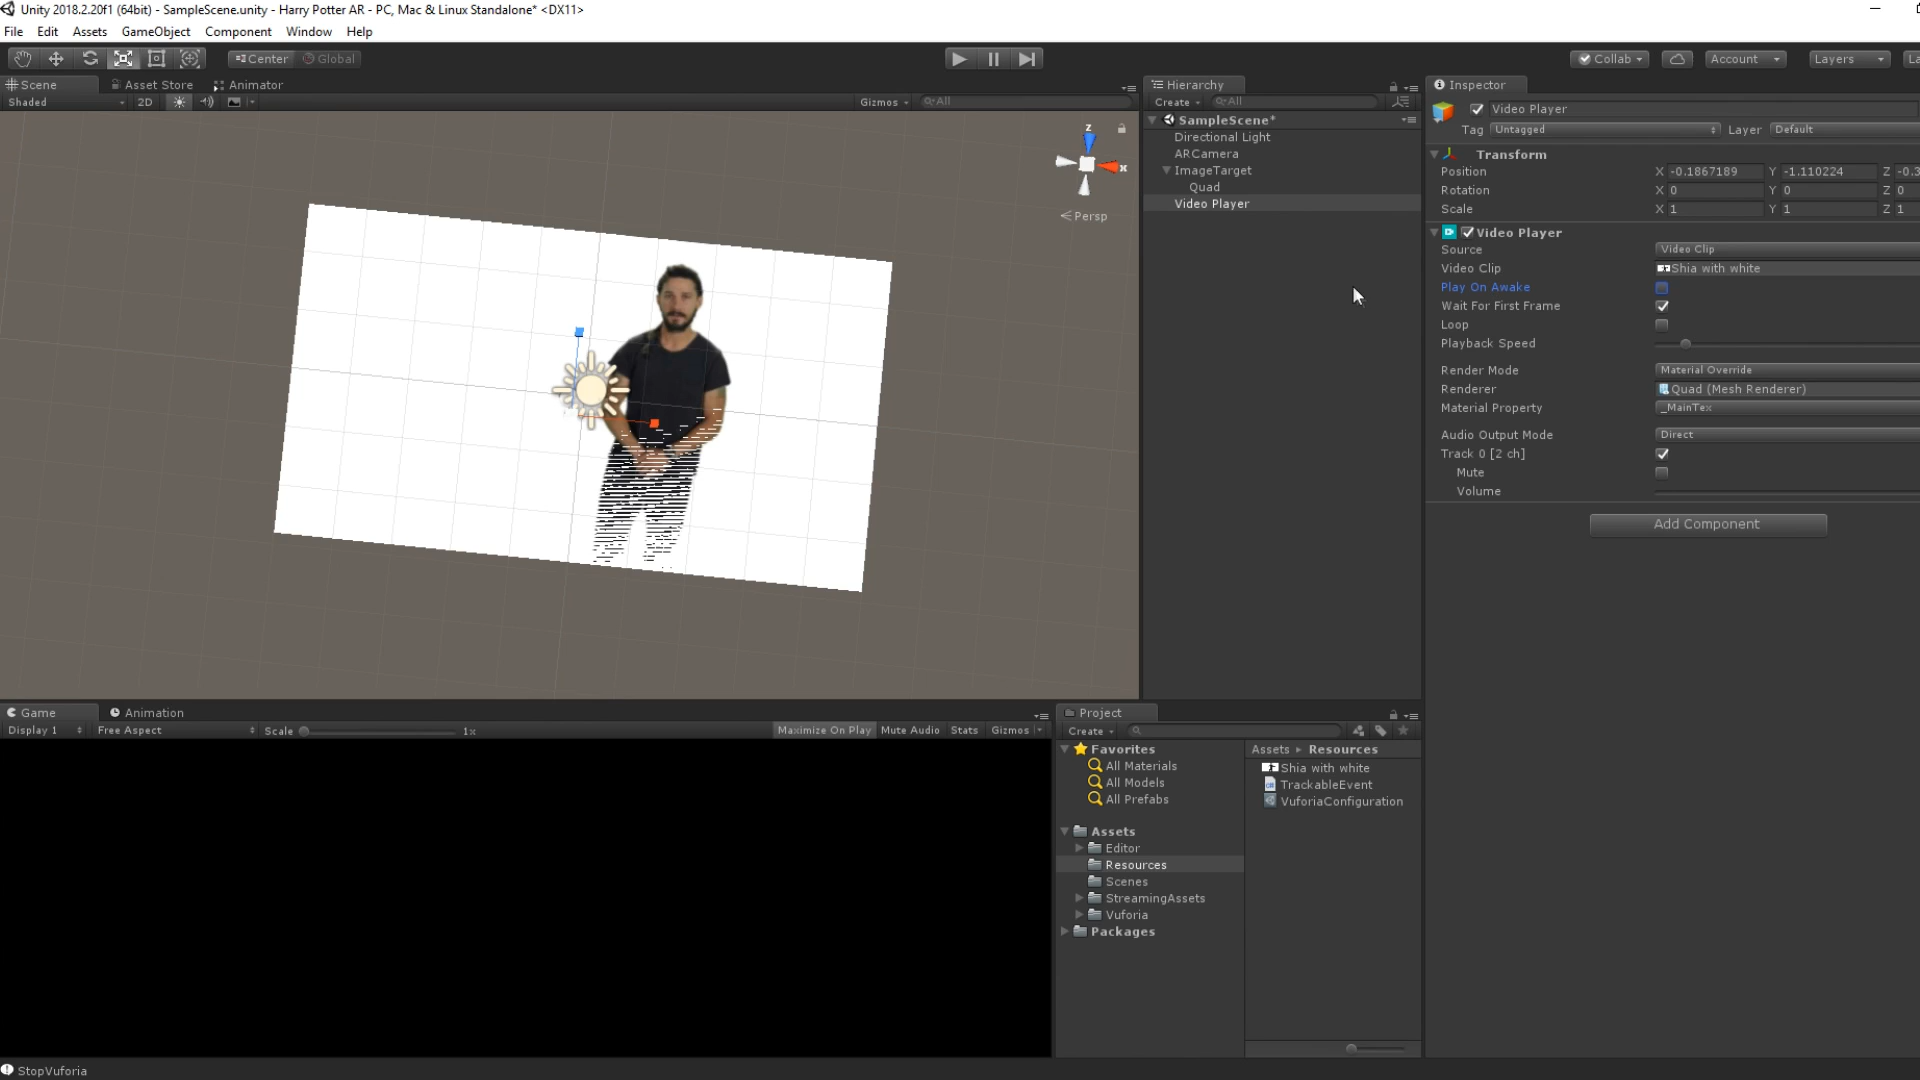 Unity 2018.2.20f1 (64bit) - SampleScene.unity - Harry Potter AR - PC, Mac & Linux Standalone* <DX11>
File Edit Assets GameObject Component Window Help
Center Global
Collab Account Layers La
Scene Asset Store Animator
Shaded 2D Gizmos All
z
x
Persp
Hierarchy
Create All
SampleScene*
Directional Light
ARCamera
ImageTarget
Quad
Video Player
Inspector
Video Player
Tag Untagged Layer Default
Transform
Position X -0.1867189 Y -1.110224 Z -0.3
Rotation X 0 Y 0 Z 0
Scale X 1 Y 1 Z 1
Video Player
Source Video Clip
Video Clip Shia with white
Play On Awake
Wait For First Frame
Loop
Playback Speed
Render Mode Material Override
Renderer Quad (Mesh Renderer)
Material Property _MainTex
Audio Output Mode Direct
Track 0 [2 ch]
Mute
Volume
Add Component
Game Animation
Display 1 Free Aspect Scale 1x Maximize On Play Mute Audio Stats Gizmos
Project
Create
Favorites
All Materials
All Models
All Prefabs
Assets
Editor
Resources
Scenes
StreamingAssets
Vuforia
Packages
Assets Resources
Shia with white
TrackableEvent
VuforiaConfiguration
StopVuforia